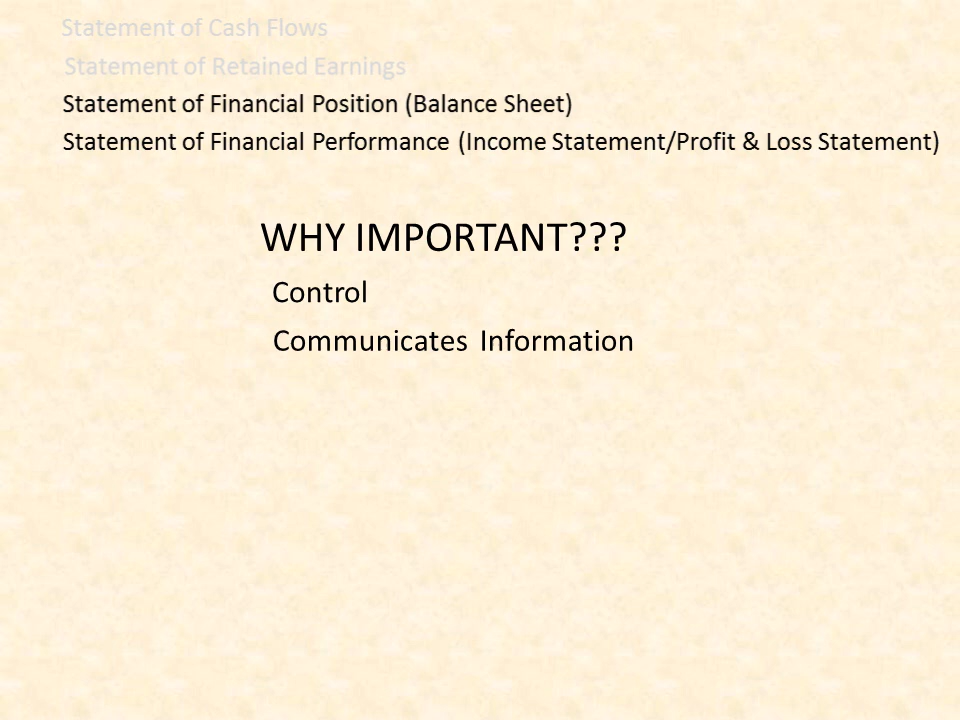 Statement of Cash Flows
Statement of Retained Earnings
Statement of Financial Position (Balance Sheet)
Statement of Financial Performance (Income Statement/Profit & Loss Statement)
WHY IMPORTANT???
Control
Communicates Information